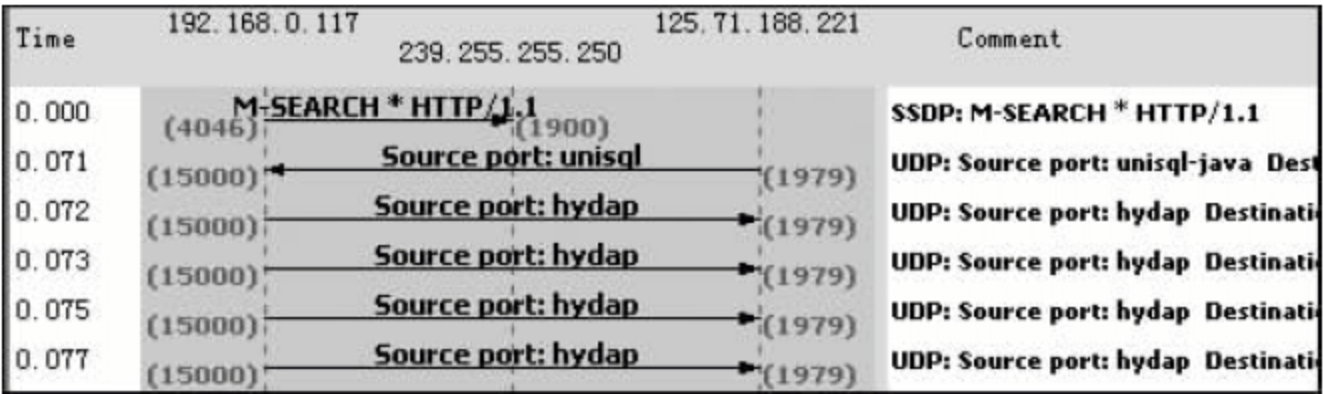 Time 192.168.0.117 125.71.188.221 Comment
239.255.255.250
0.000 M-SEARCH * HTTP/1.1 SSDP: M-SEARCH * HTTP/1.1
(4046) (1900)
0.071 Source port: unisql UDP: Source port: unisql-java Dest
(15000) (1979)
0.072 Source port: hydap UDP: Source port: hydap Destinati
(15000) (1979)
0.073 Source port: hydap UDP: Source port: hydap Destinati
(15000) (1979)
0.075 Source port: hydap UDP: Source port: hydap Destinati
(15000) (1979)
0.077 Source port: hydap UDP: Source port: hydap Destinati
(15000) (1979)